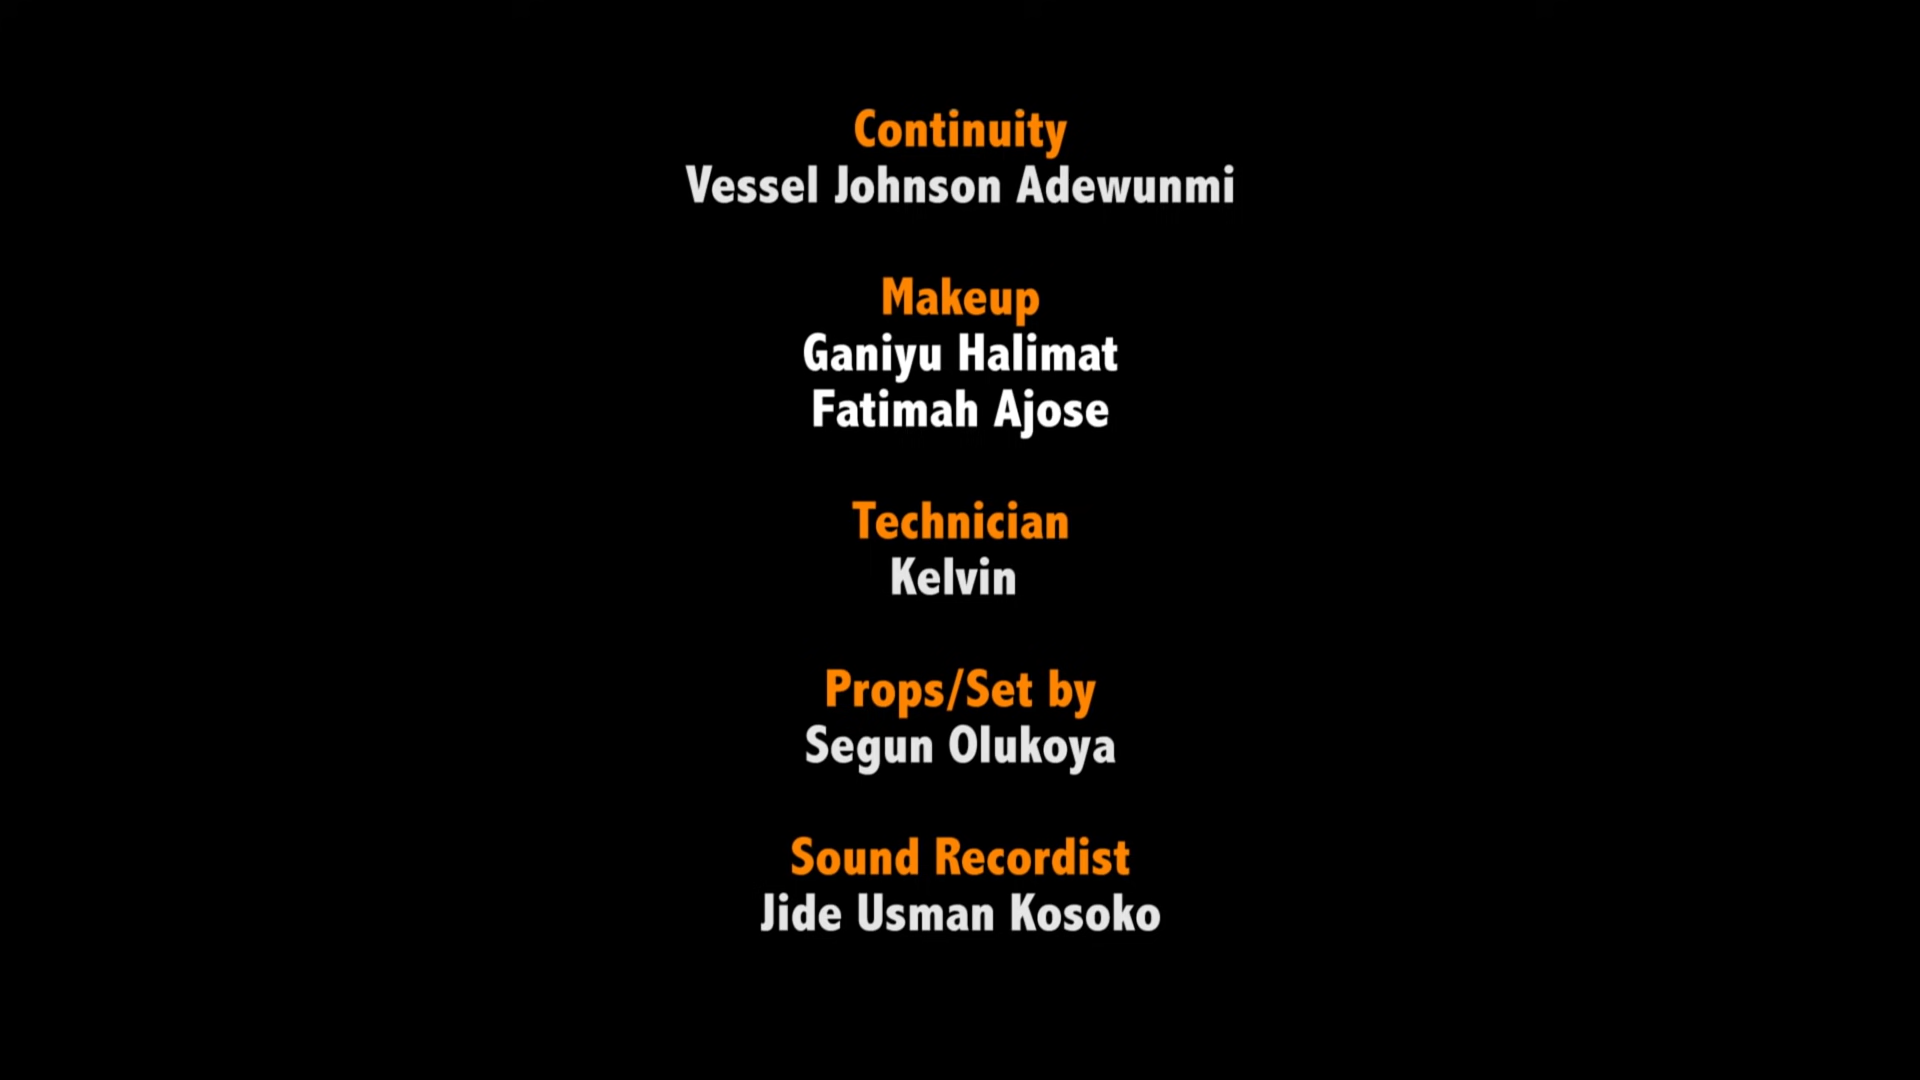 Continuity
Vessel Johnson Adewunmi
Makeup
Ganiyu Halimat
Fatimah Ajose
Technician
Kelvin
Props/Set by
Segun Olukoya
Sound Recordist
Jide Usman Kosoko